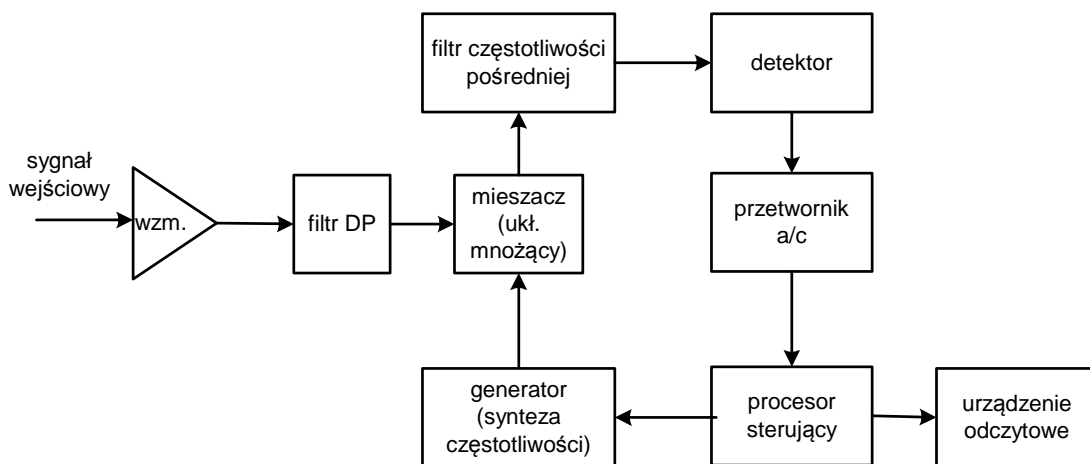 filtr częstotliwości
pośredniej
detektor
sygnał
wejściowy
wzm.
filtr DP
mieszacz
(ukł.
mnożący)
przetwornik
a/c
generator
(synteza
częstotliwości)
procesor
sterujący
urządzenie
odczytowe